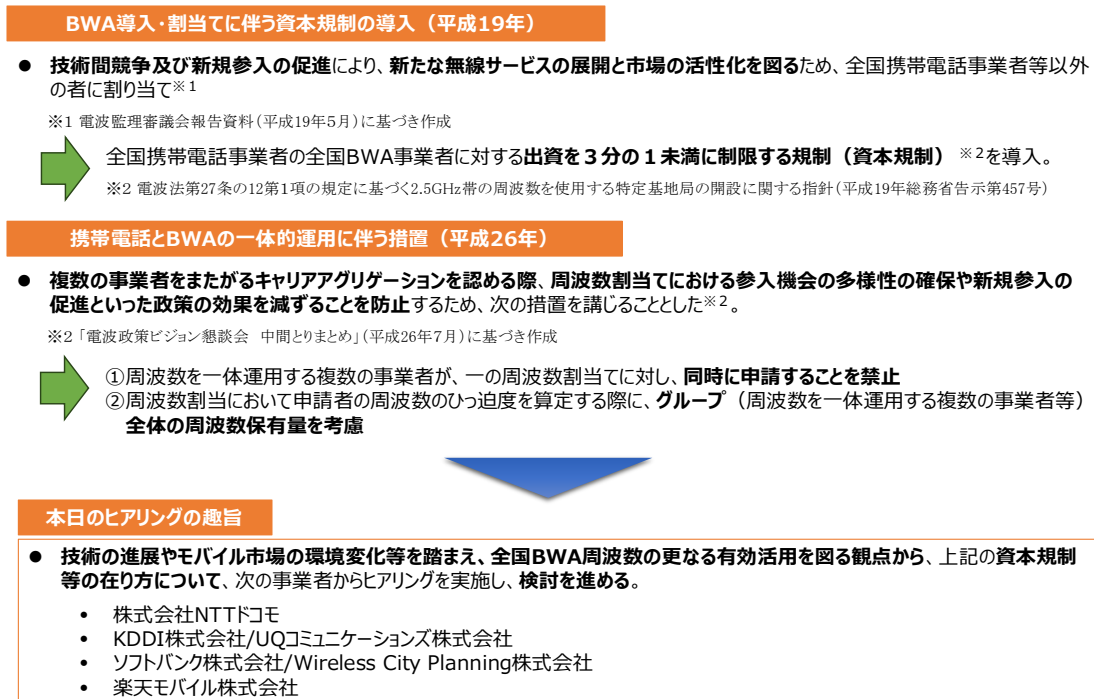 BWA導入・割当てに伴う資本規制の導入（平成19年）
● 技術間競争及び新規参入の促進により、新たな無線サービスの展開と市場の活性化を図るため、全国携帯電話事業者等以外
の者に割り当て※1
※1 電波監理審議会報告資料（平成19年5月）に基づき作成
全国携帯電話事業者の全国BWA事業者に対する出資を３分の１未満に制限する規制（資本規制）※2を導入。
※2 電波法第27条の12第1項の規定に基づく2.5GHz帯の周波数を使用する特定基地局の開設に関する指針（平成19年総務省告示第457号）
携帯電話とBWAの一体的運用に伴う措置（平成26年）
● 複数の事業者をまたがるキャリアアグリゲーションを認める際、周波数割当てにおける参入機会の多様性の確保や新規参入の
促進といった政策の効果を減ずることを防止するため、次の措置を講じることとした※2。
※2 「電波政策ビジョン懇談会　中間とりまとめ」（平成26年7月）に基づき作成
①周波数を一体運用する複数の事業者が、一の周波数割当てに対し、同時に申請することを禁止
②周波数割当において申請者の周波数のひっ迫度を算定する際に、グループ（周波数を一体運用する複数の事業者等）
全体の周波数保有量を考慮
本日のヒアリングの趣旨
● 技術の進展やモバイル市場の環境変化等を踏まえ、全国BWA周波数の更なる有効活用を図る観点から、上記の資本規制
等の在り方について、次の事業者からヒアリングを実施し、検討を進める。
• 株式会社NTTドコモ
• KDDI株式会社/UQコミュニケーションズ株式会社
• ソフトバンク株式会社/Wireless City Planning株式会社
• 楽天モバイル株式会社